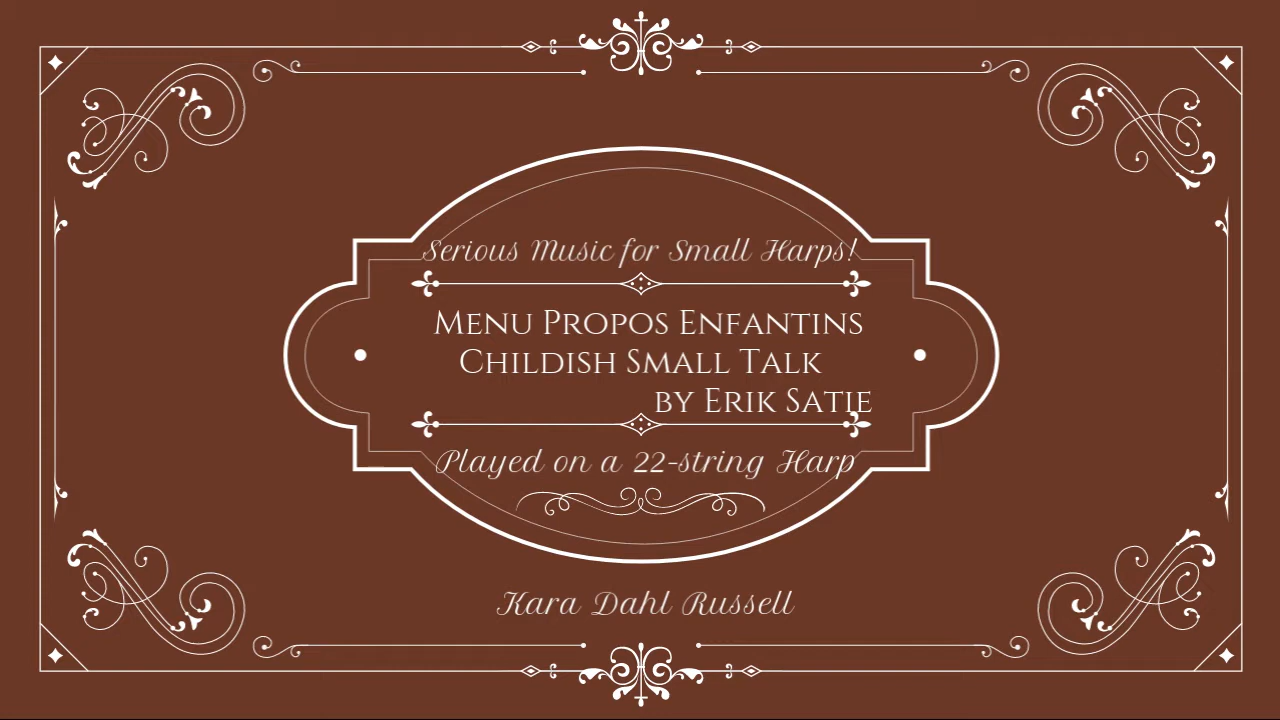 Serious Music for Small Harps!
Menu Propos Enfantins
Childish Small Talk
by Erik Satie
Played on a 22-string Harp
Kara Dahl Russell